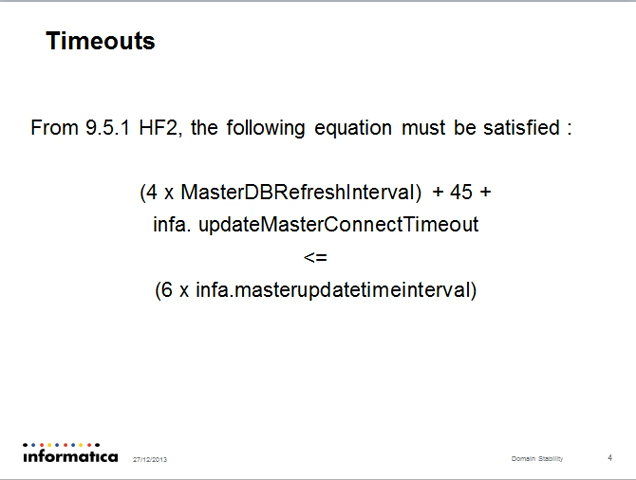 Timeouts
From 9.5.1 HF2, the following equation must be satisfied :
(4 x MasterDBRefreshInterval) + 45 +
infa. updateMasterConnectTimeout
<=
(6 x infa.masterupdatetimeinterval)
informatica
27/12/2013
Domain Stability
4